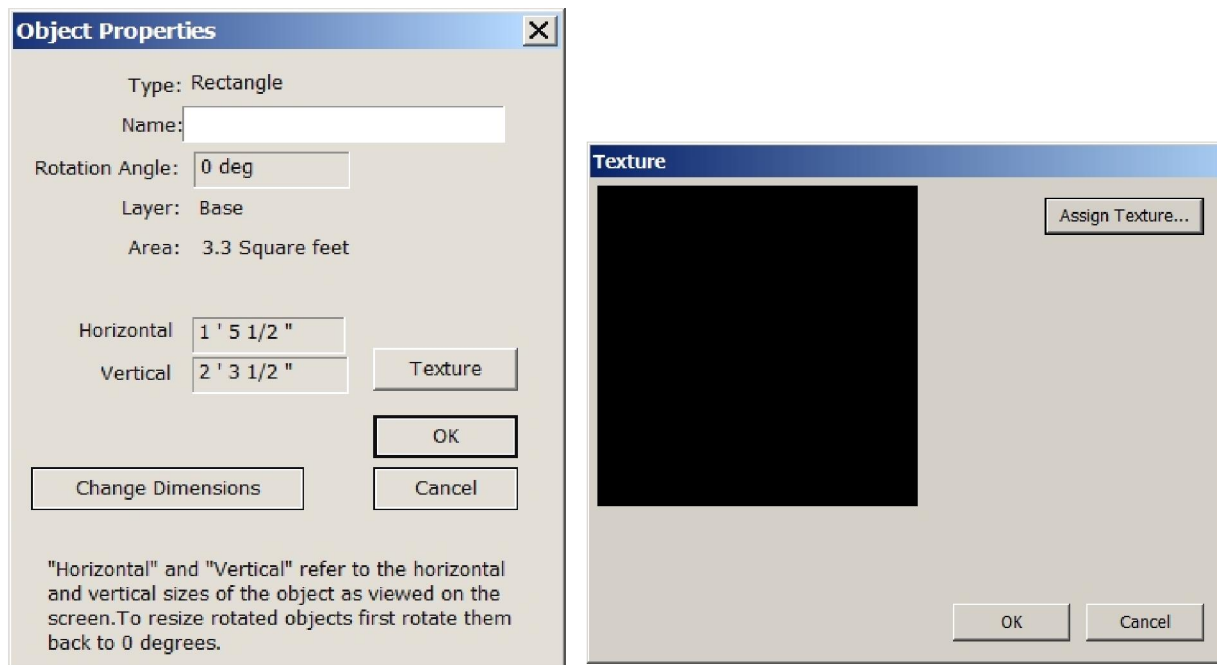 Object Properties
Type: Rectangle
Name:
Rotation Angle: 0 deg
Layer: Base
Area: 3.3 Square feet
Horizontal 1 ' 5 1/2 "
Vertical 2 ' 3 1/2 "
Texture
OK
Change Dimensions
Cancel
"Horizontal" and "Vertical" refer to the horizontal
and vertical sizes of the object as viewed on the
screen.To resize rotated objects first rotate them
back to 0 degrees.
Texture
Assign Texture...
OK
Cancel